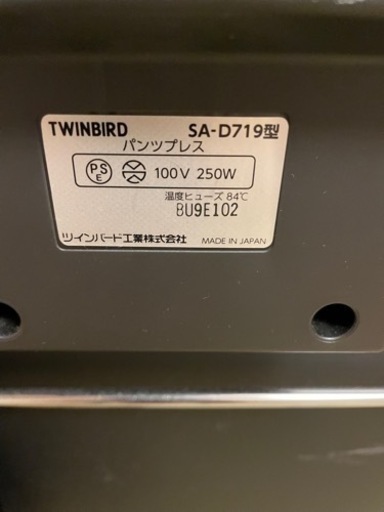 TWINBIRD SA-D719型
パンツプレス
PS E 100V 250W
温度ヒューズ 84℃
BU9E102
ツインバード工業株式会社 MADE IN JAPAN